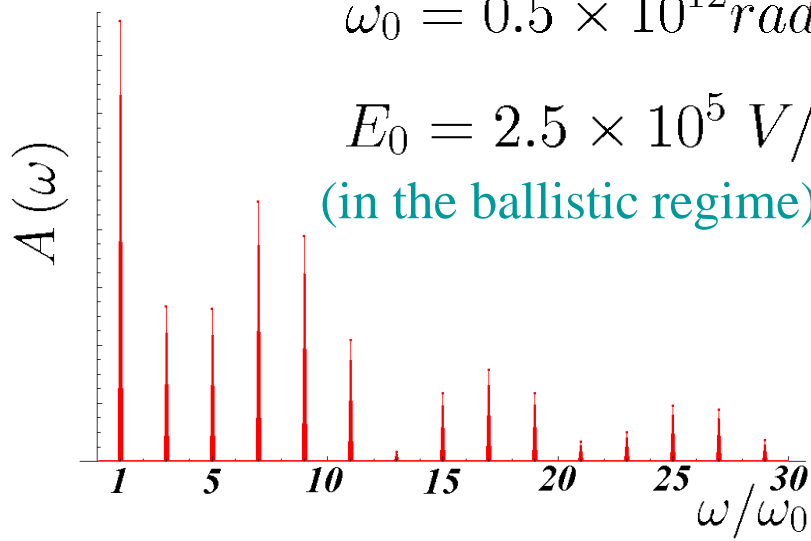 ω₀ = 0.5 × 10¹²rad
E₀ = 2.5 × 10⁵ V/
(in the ballistic regime)
A(ω)
1 5 10 15 20 25 30
ω/ω₀